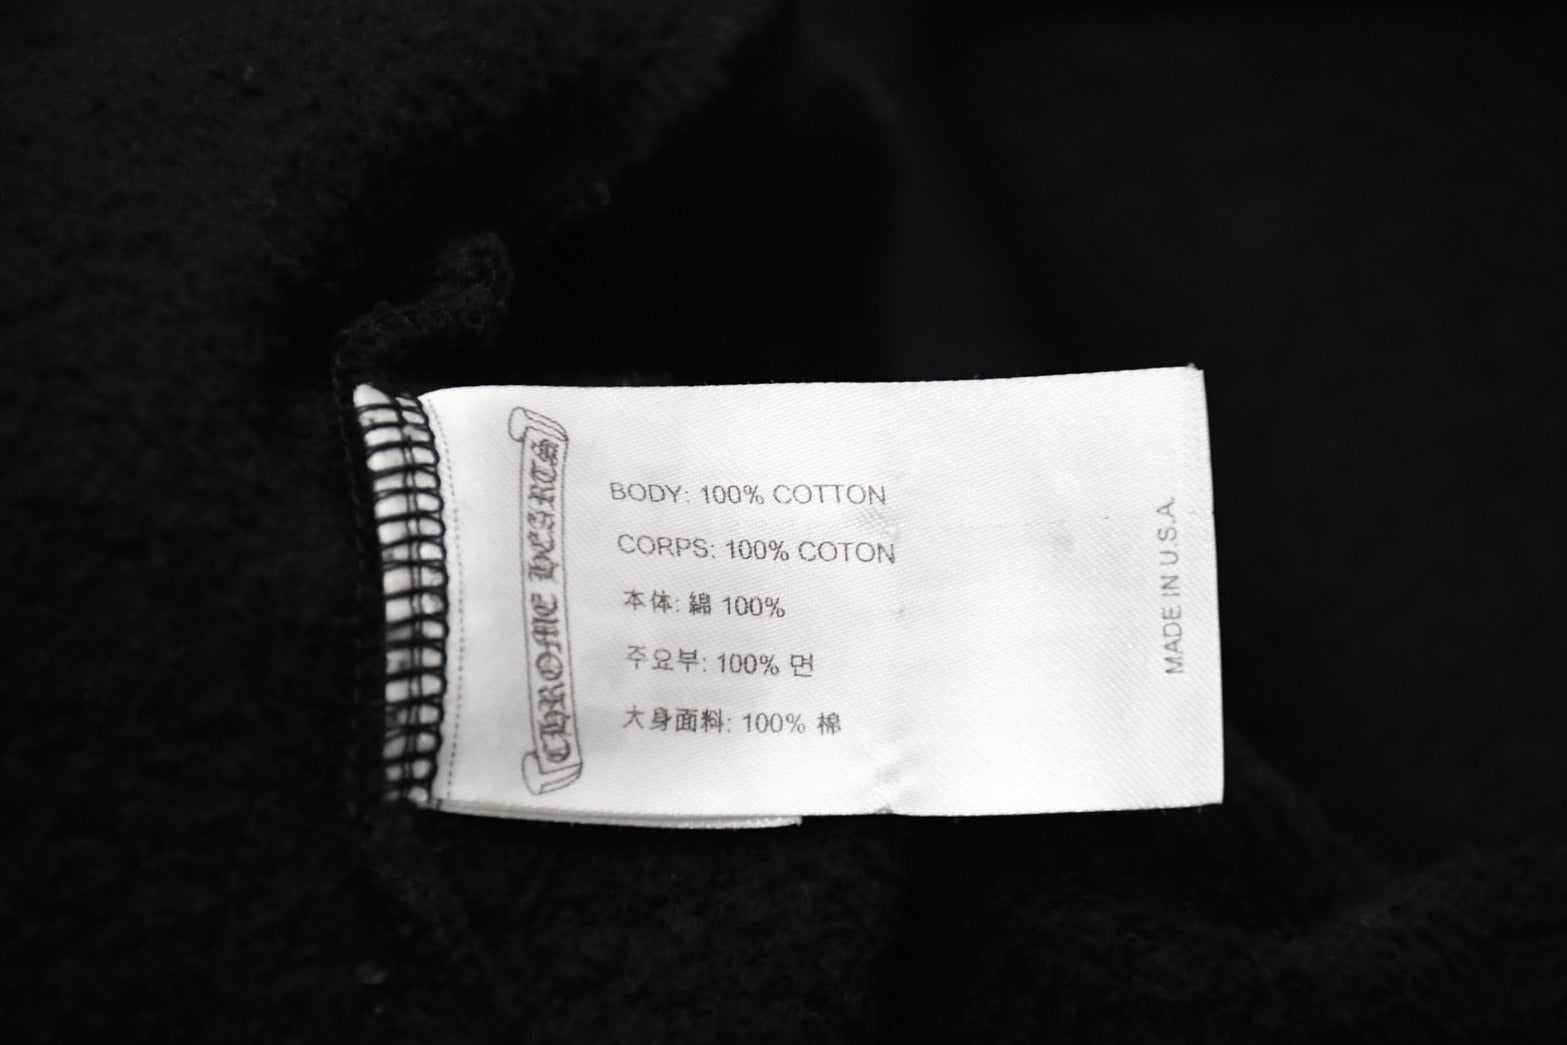 CHROME HEARTS
BODY: 100% COTTON
CORPS: 100% COTON
本体: 綿 100%
주요부: 100% 면
大身面料: 100% 棉
MADE IN U.S.A.